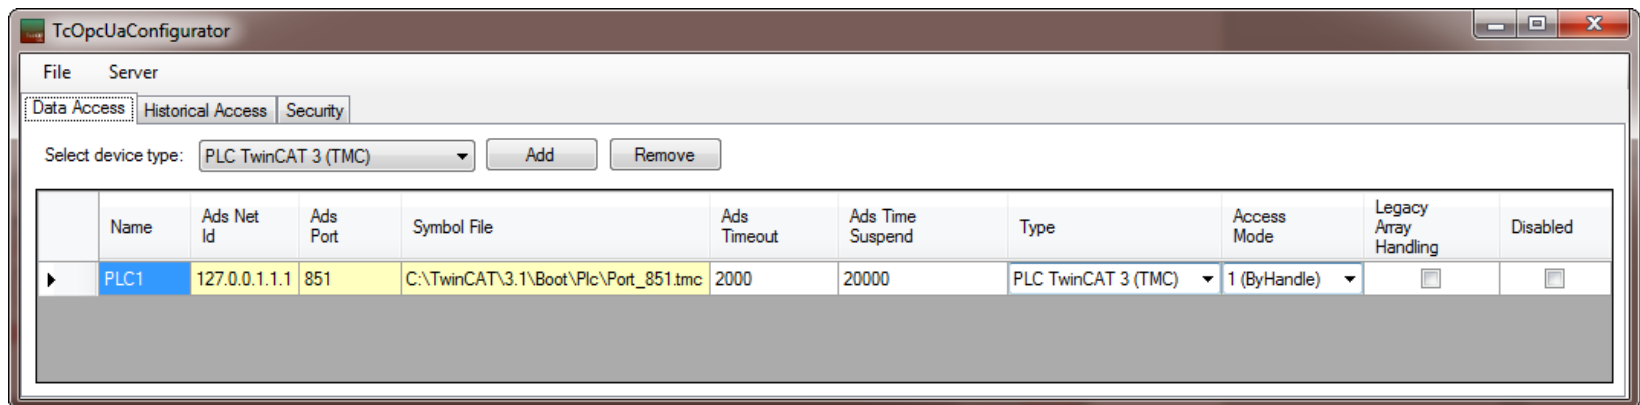 TcOpcUaConfigurator
File Server
Data Access Historical Access Security
Select device type: PLC TwinCAT 3 (TMC) Add Remove
Name Ads Net Id Ads Port Symbol File Ads Timeout Ads Time Suspend Type Access Mode Legacy Array Handling Disabled
PLC1 127.0.0.1.1.1 851 C:\TwinCAT\3.1\Boot\Plc\Port_851.tmc 2000 20000 PLC TwinCAT 3 (TMC) 1 (ByHandle)